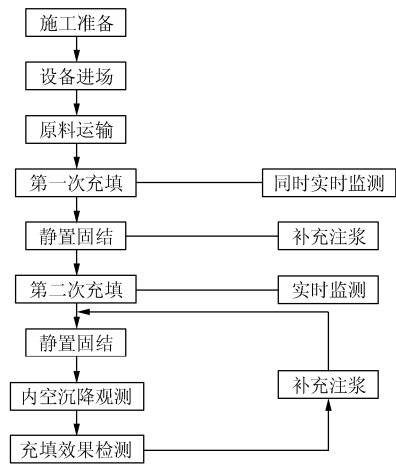 施工准备
设备进场
原料运输
第一次充填
同时实时监测
静置固结
补充注浆
第二次充填
实时监测
静置固结
补充注浆
内空沉降观测
充填效果检测